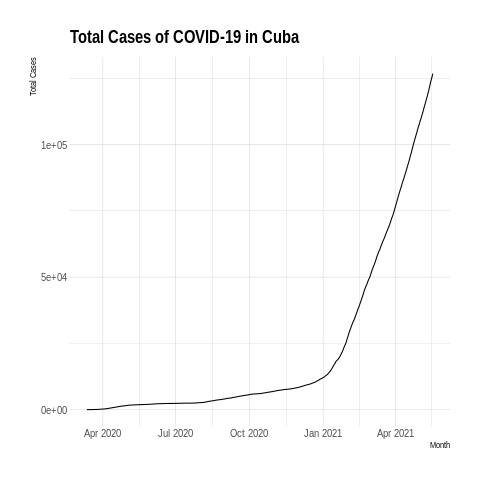 Total Cases of COVID-19 in Cuba
Total Cases
1e+05
5e+04
0e+00
Apr 2020 Jul 2020 Oct 2020 Jan 2021 Apr 2021
Month